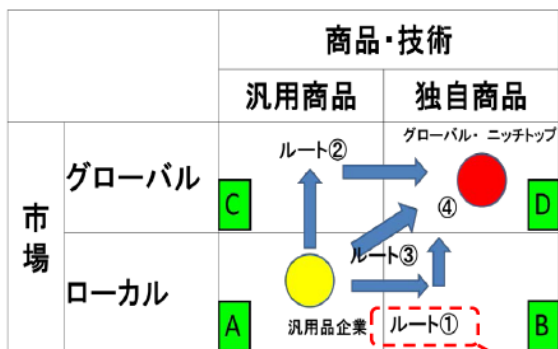 商品・技術
汎用商品
独自商品
市場
グローバル
ルート②
グローバル・ニッチトップ
C
④
D
ローカル
ルート③
A
汎用品企業
ルート①
B